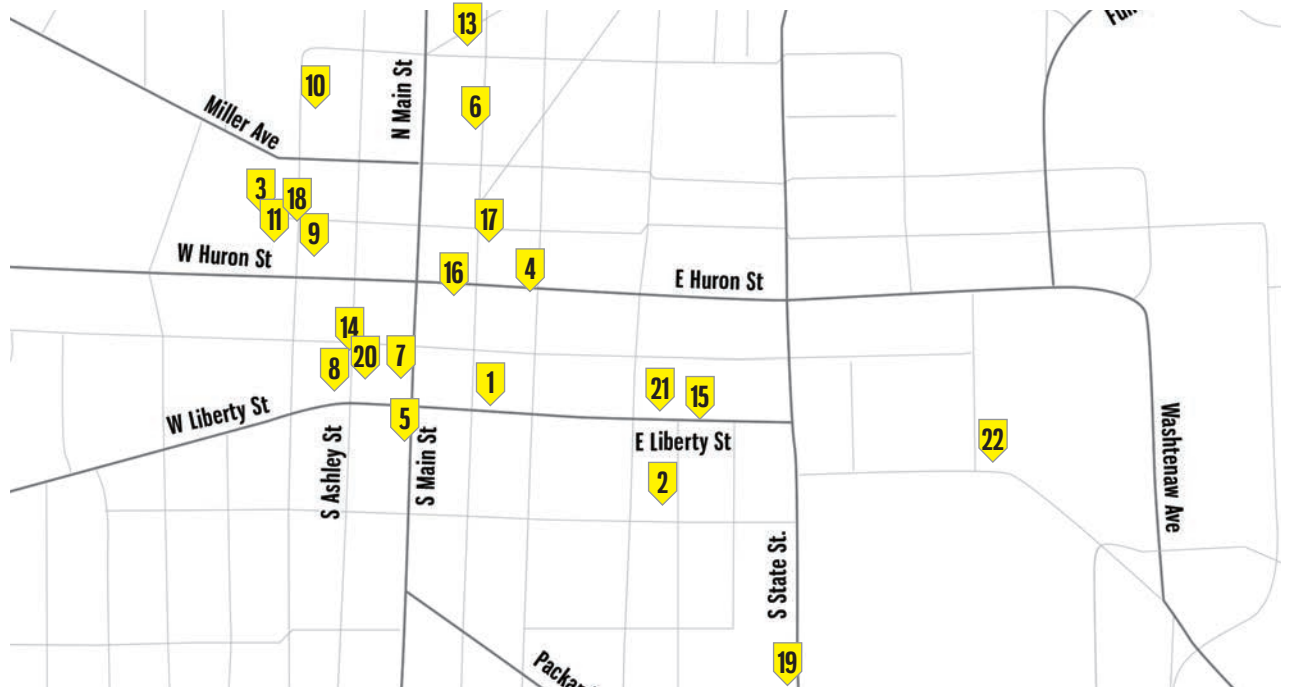 13
Ful
10
N Main St
6
Miller Ave
3
18
11
9
17
W Huron St
16
4
E Huron St
14
20
7
8
1
21
15
W Liberty St
5
E Liberty St
22
Washtenaw Ave
S Ashley St
S Main St
2
S State St.
19
Packa